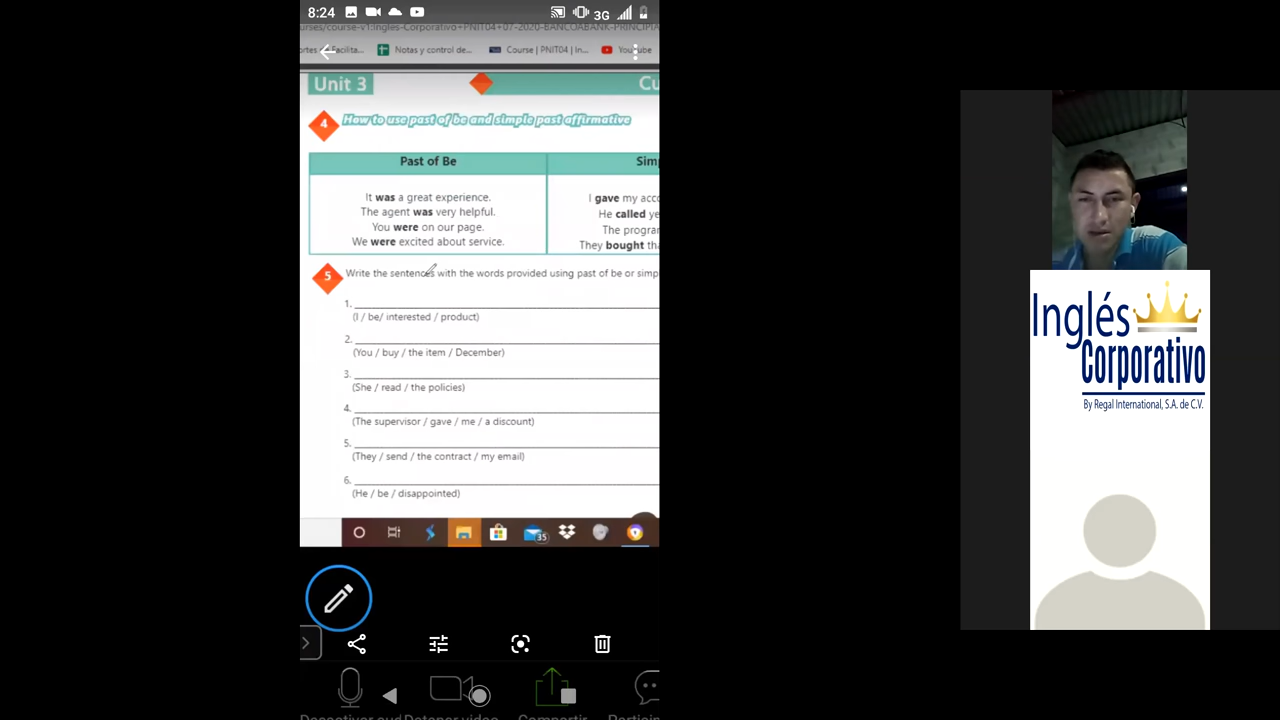 8:24
3G
Notas y control de...
Course | PNIT04 | In...
YouTube
Unit 3
4
How to use past of be and simple past affirmative
Past of Be
It was a great experience.
The agent was very helpful.
You were on our page.
We were excited about service.
I gave my acc
He called ye
The progra
They bought tha
5
Write the sentences with the words provided using past of be or simp
1.
(I / be/ interested / product)
2.
(You / buy / the item / December)
3.
(She / read / the policies)
4.
(The supervisor / gave / me / a discount)
5.
(They / send / the contract / my email)
6.
(He / be / disappointed)
35
Inglés
Corporativo
By Regal International, S.A. de C.V.